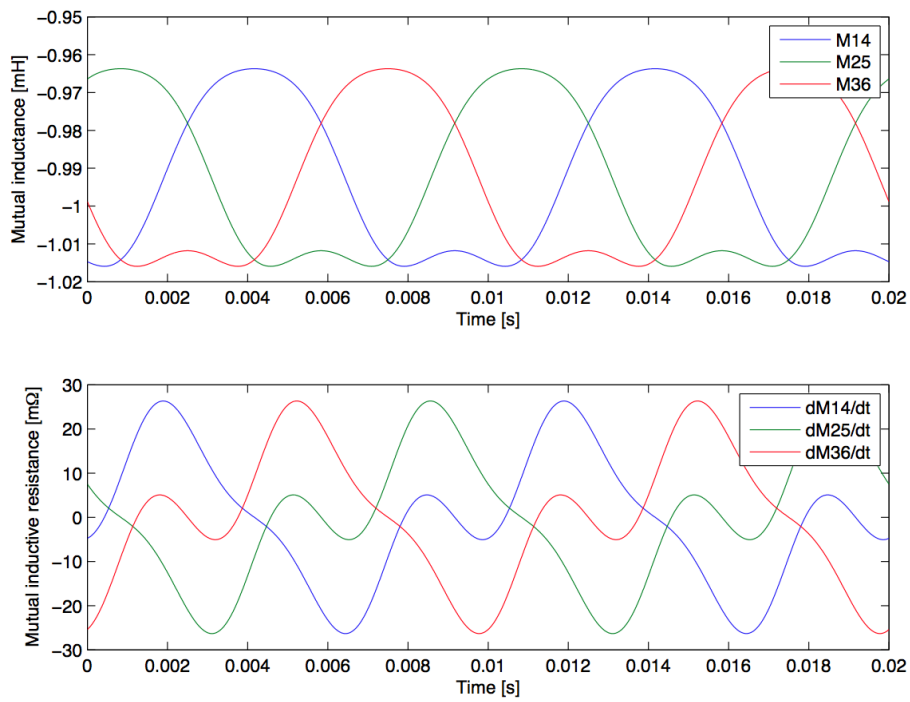 −0.95
−0.96
−0.97
−0.98
−0.99
−1
−1.01
−1.02
Mutual inductance [mH]
M14
M25
M36
0 0.002 0.004 0.006 0.008 0.01 0.012 0.014 0.016 0.018 0.02
Time [s]
30
20
10
0
−10
−20
−30
Mutual inductive resistance [mΩ]
dM14/dt
dM25/dt
dM36/dt
0 0.002 0.004 0.006 0.008 0.01 0.012 0.014 0.016 0.018 0.02
Time [s]